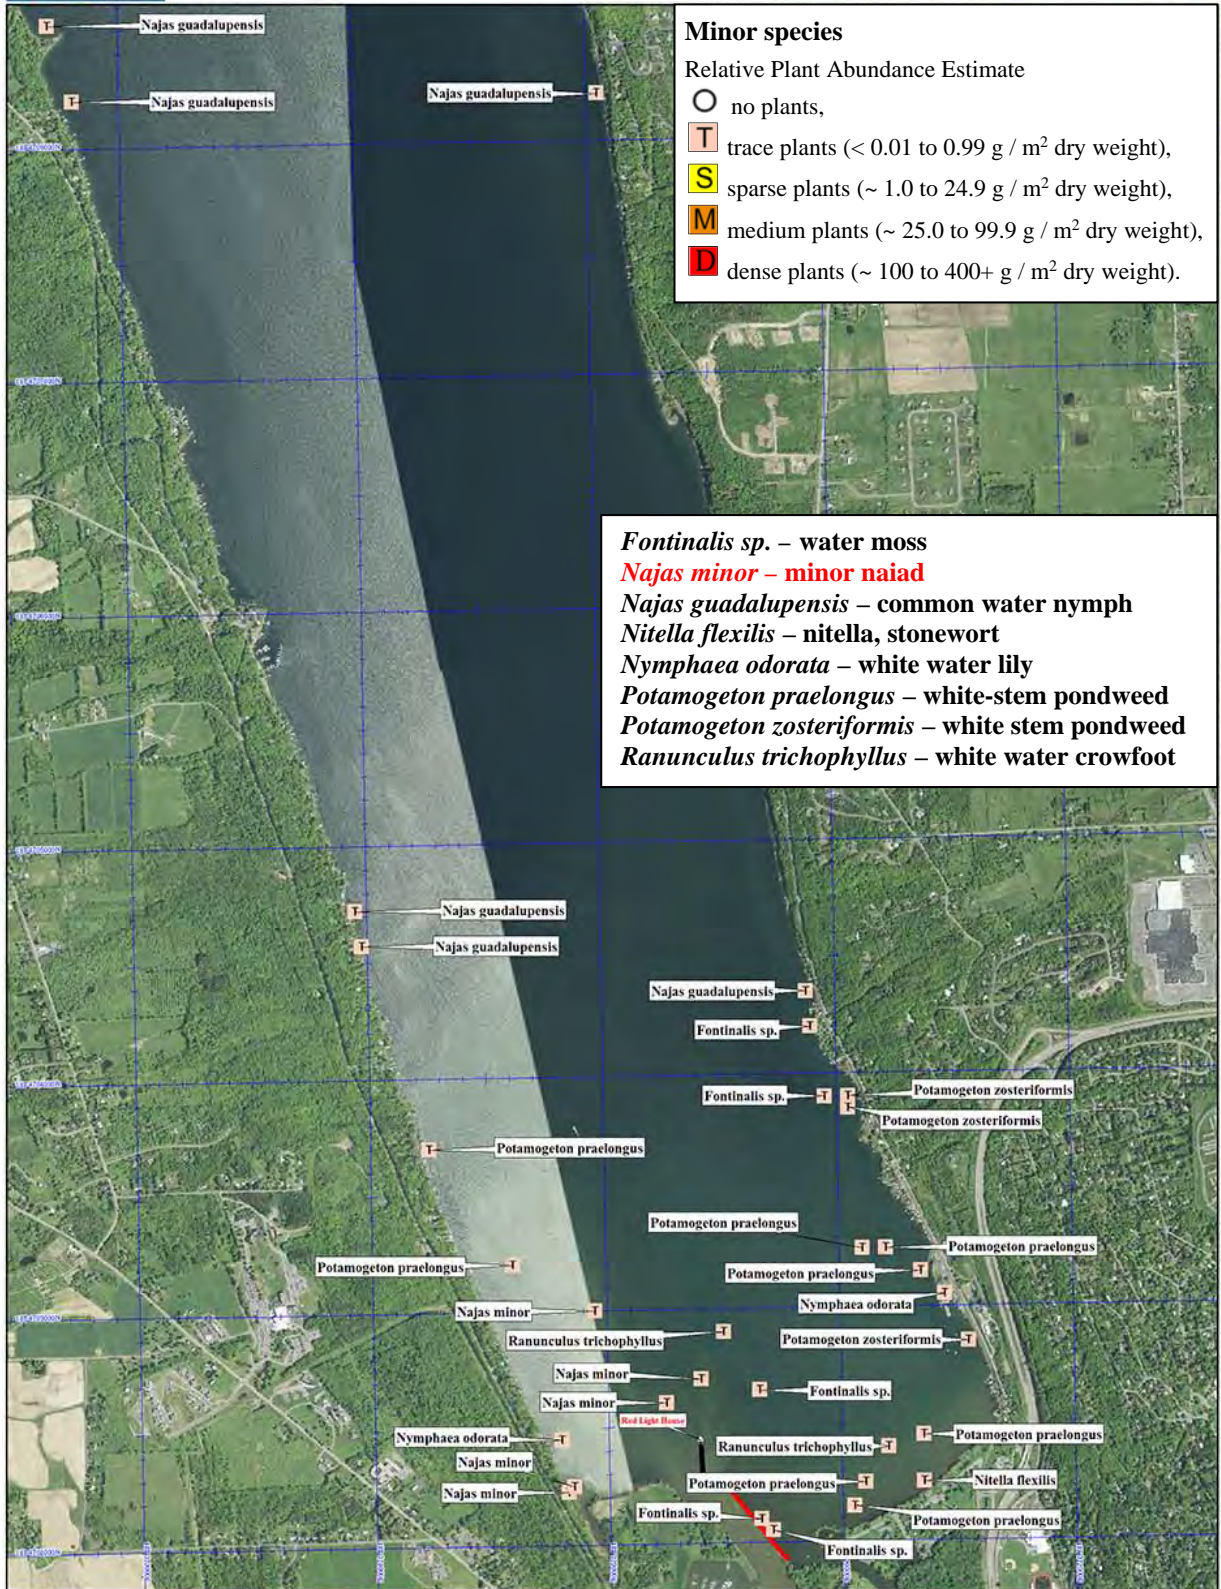 Najas guadalupensis
T
Najas guadalupensis
T
Najas guadalupensis
T
Minor species
Relative Plant Abundance Estimate
O no plants,
T trace plants (< 0.01 to 0.99 g / m² dry weight),
S sparse plants (~ 1.0 to 24.9 g / m² dry weight),
M medium plants (~ 25.0 to 99.9 g / m² dry weight),
D dense plants (~ 100 to 400+ g / m² dry weight).
Fontinalis sp. – water moss
Najas minor – minor naiad
Najas guadalupensis – common water nymph
Nitella flexilis – nitella, stonewort
Nymphaea odorata – white water lily
Potamogeton praelongus – white-stem pondweed
Potamogeton zosteriformis – white stem pondweed
Ranunculus trichophyllus – white water crowfoot
T
Najas guadalupensis
T
Najas guadalupensis
Najas guadalupensis
T
Fontinalis sp.
T
Fontinalis sp.
T
T
Potamogeton zosteriformis
T
Potamogeton zosteriformis
T
Potamogeton praelongus
Potamogeton praelongus
T
T
Potamogeton praelongus
Potamogeton praelongus
T
Potamogeton praelongus
T
Nymphaea odorata
T
Najas minor
T
Ranunculus trichophyllus
T
Potamogeton zosteriformis
T
Najas minor
T
T
Fontinalis sp.
Najas minor
T
Red Light House
Nymphaea odorata
T
T
Potamogeton praelongus
Ranunculus trichophyllus
T
Najas minor
T
Najas minor
T
Potamogeton praelongus
T
T
Nitella flexilis
T
Potamogeton praelongus
Fontinalis sp.
T
T
Fontinalis sp.